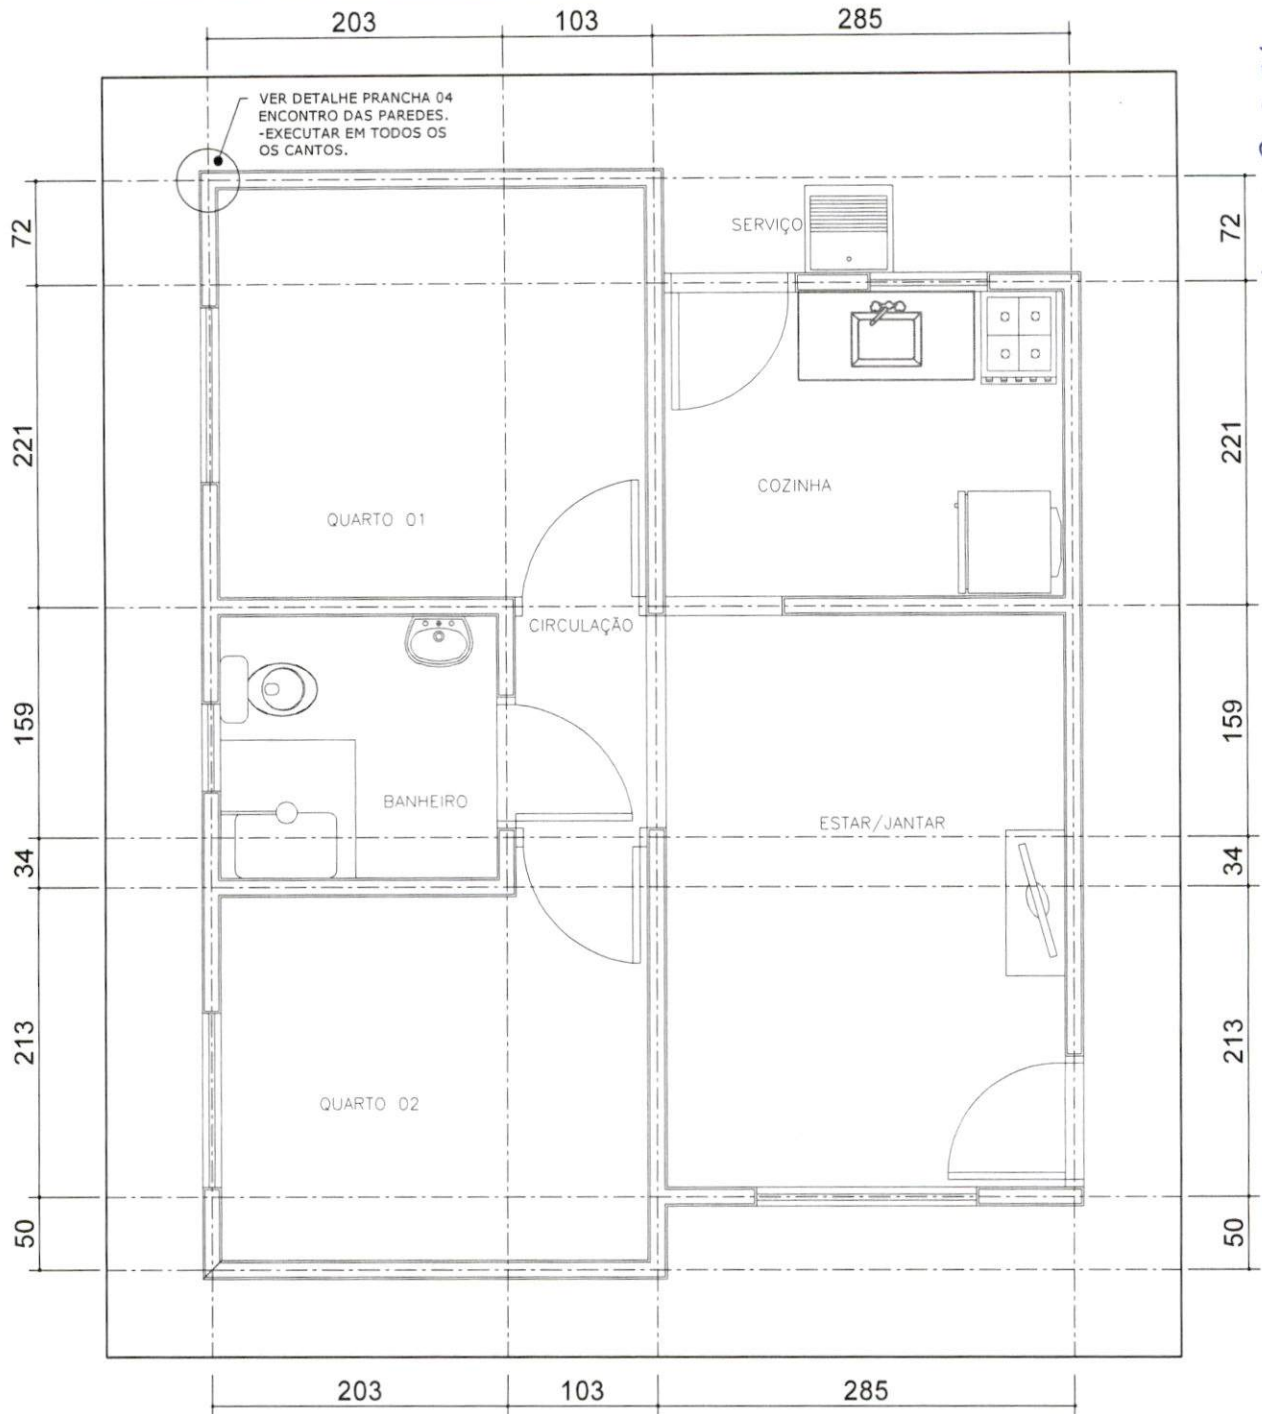 203
103
285
VER DETALHE PRANCHA 04
ENCONTRO DAS PAREDES.
-EXECUTAR EM TODOS OS
OS CANTOS.
72
72
SERVIÇO
221
221
COZINHA
QUARTO 01
CIRCULAÇÃO
159
159
BANHEIRO
ESTAR/JANTAR
34
34
213
213
QUARTO 02
50
50
203
103
285